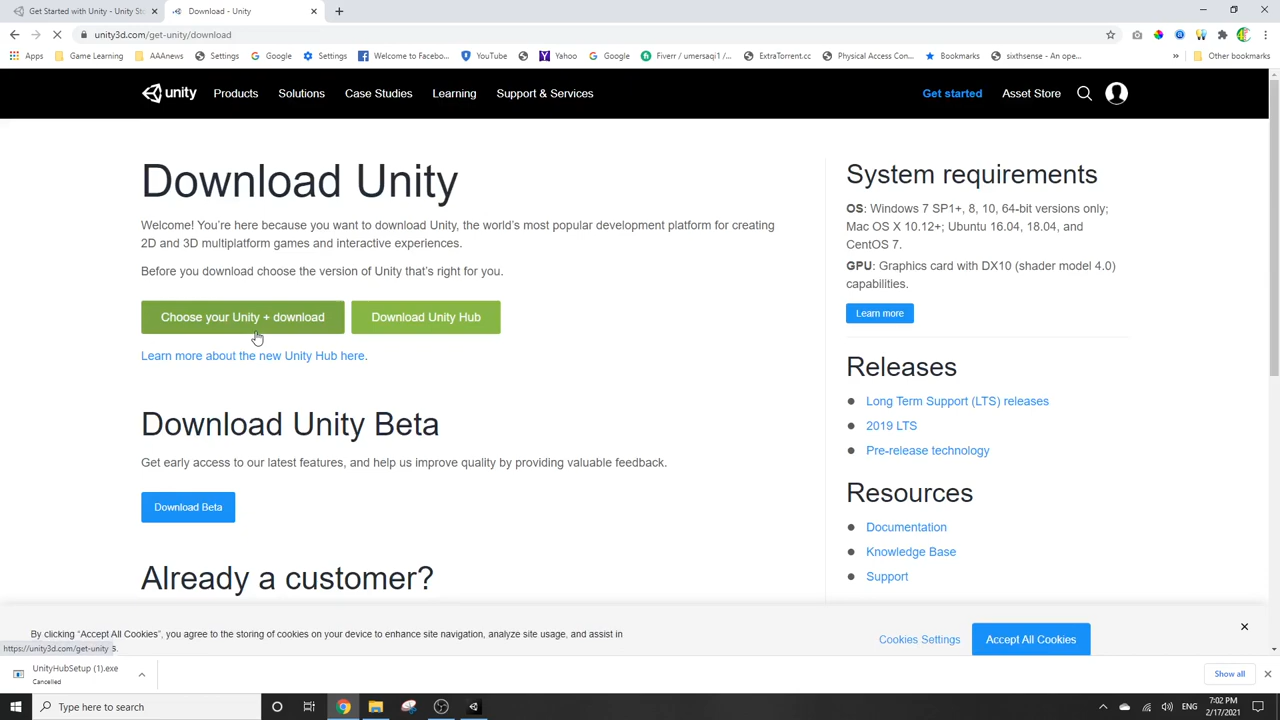 Get Started with Unity - Unity Sto
Download - Unity
unity3d.com/get-unity/download
Apps
Game Learning
AAAnews
Settings
Google
Settings
Welcome to Facebo...
YouTube
Yahoo
Google
Fiverr / umersaqi1 /...
ExtraTorrent.cc
Physical Access Con...
Bookmarks
sixthsense - An ope...
»
Other bookmarks
unity
Products
Solutions
Case Studies
Learning
Support & Services
Get started
Asset Store
Download Unity
Welcome! You're here because you want to download Unity, the world's most popular development platform for creating
2D and 3D multiplatform games and interactive experiences.
Before you download choose the version of Unity that's right for you.
Choose your Unity + download
Download Unity Hub
Learn more about the new Unity Hub here.
Download Unity Beta
Get early access to our latest features, and help us improve quality by providing valuable feedback.
Download Beta
Already a customer?
System requirements
OS: Windows 7 SP1+, 8, 10, 64-bit versions only;
Mac OS X 10.12+; Ubuntu 16.04, 18.04, and
CentOS 7.
GPU: Graphics card with DX10 (shader model 4.0)
capabilities.
Learn more
Releases
Long Term Support (LTS) releases
2019 LTS
Pre-release technology
Resources
Documentation
Knowledge Base
Support
By clicking "Accept All Cookies", you agree to the storing of cookies on your device to enhance site navigation, analyze site usage, and assist in
s.
Cookies Settings
Accept All Cookies
https://unity3d.com/get-unity
UnityHubSetup (1).exe
Cancelled
Show all
Type here to search
ENG
7:02 PM
2/17/2021